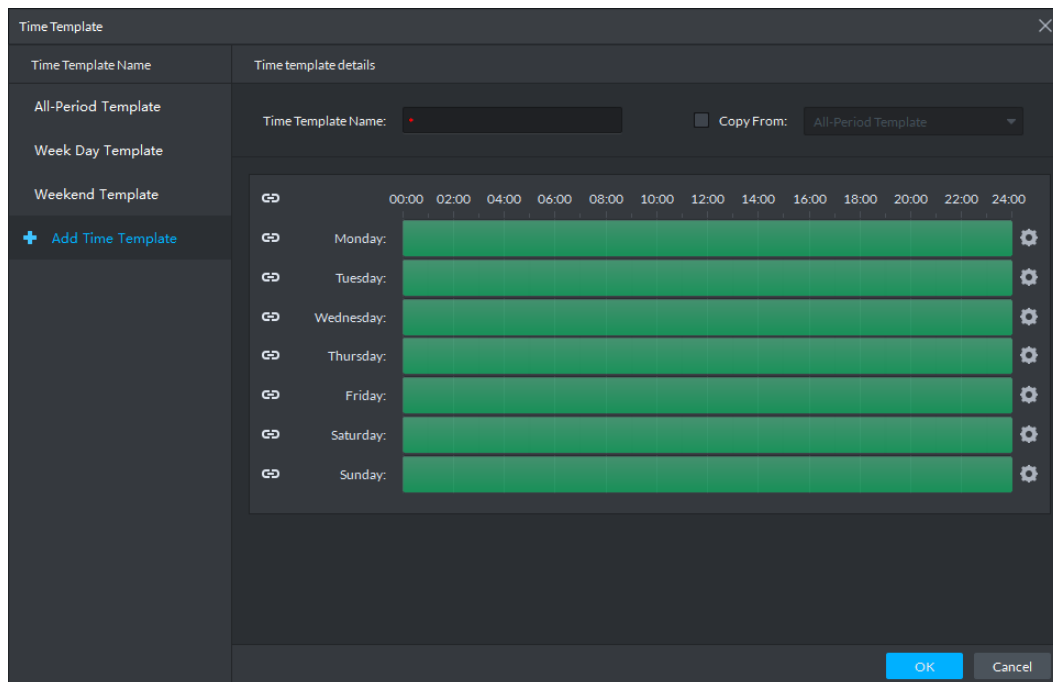 Time Template
Time Template Name
Time template details
All-Period Template
Week Day Template
Weekend Template
Add Time Template
Time Template Name: * Copy From: All-Period Template
00:00 02:00 04:00 06:00 08:00 10:00 12:00 14:00 16:00 18:00 20:00 22:00 24:00
Monday:
Tuesday:
Wednesday:
Thursday:
Friday:
Saturday:
Sunday:
OK Cancel